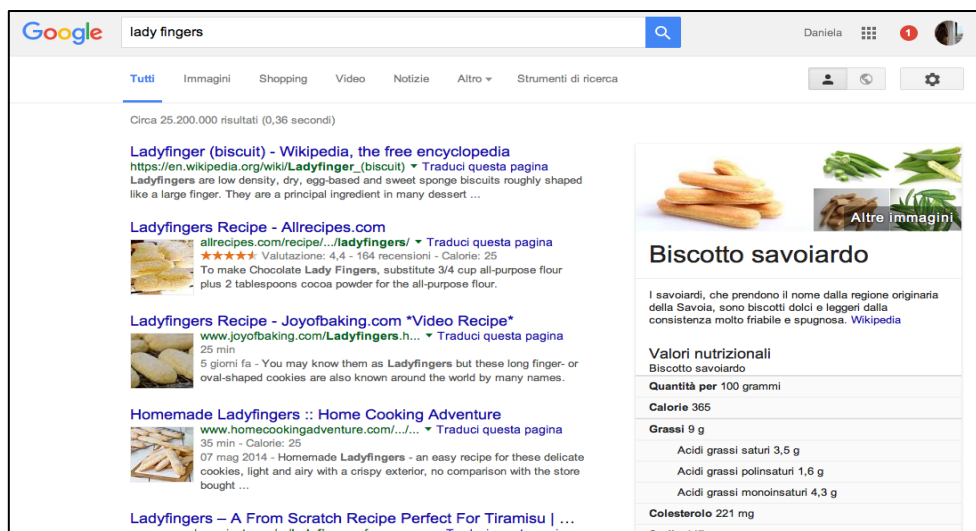 Google
lady fingers
Daniela
1
Tutti Immagini Shopping Video Notizie Altro Strumenti di ricerca
Circa 25.200.000 risultati (0,36 secondi)
Ladyfinger (biscuit) - Wikipedia, the free encyclopedia
https://en.wikipedia.org/wiki/Ladyfinger_(biscuit) ▼ Traduci questa pagina
Ladyfingers are low density, dry, egg-based and sweet sponge biscuits roughly shaped
like a large finger. They are a principal ingredient in many dessert ...
Ladyfingers Recipe - Allrecipes.com
allrecipes.com/recipe/.../ladyfingers/ ▼ Traduci questa pagina
★★★★★ Valutazione: 4,4 - 164 recensioni - Calorie: 25
To make Chocolate Lady Fingers, substitute 3/4 cup all-purpose flour
plus 2 tablespoons cocoa powder for the all-purpose flour.
Ladyfingers Recipe - Joyofbaking.com *Video Recipe*
www.joyofbaking.com/Ladyfingers.h... ▼ Traduci questa pagina
25 min
5 giorni fa - You may know them as Ladyfingers but these long finger- or
oval-shaped cookies are also known around the world by many names.
Homemade Ladyfingers :: Home Cooking Adventure
www.homecookingadventure.com/.../... ▼ Traduci questa pagina
35 min - Calorie: 25
07 mag 2014 - Homemade Ladyfingers - an easy recipe for these delicate
cookies, light and airy with a crispy exterior, no comparison with the store
bought ...
Ladyfingers – A From Scratch Recipe Perfect For Tiramisu | ...
Altre immagini
Biscotto savoiardo
I savoiardi, che prendono il nome dalla regione originaria
della Savoia, sono biscotti dolci e leggeri dalla
consistenza molto friabile e spugnosa. Wikipedia
Valori nutrizionali
Biscotto savoiardo
Quantità per 100 grammi
Calorie 365
Grassi 9 g
Acidi grassi saturi 3,5 g
Acidi grassi polinsaturi 1,6 g
Acidi grassi monoinsaturi 4,3 g
Colesterolo 221 mg